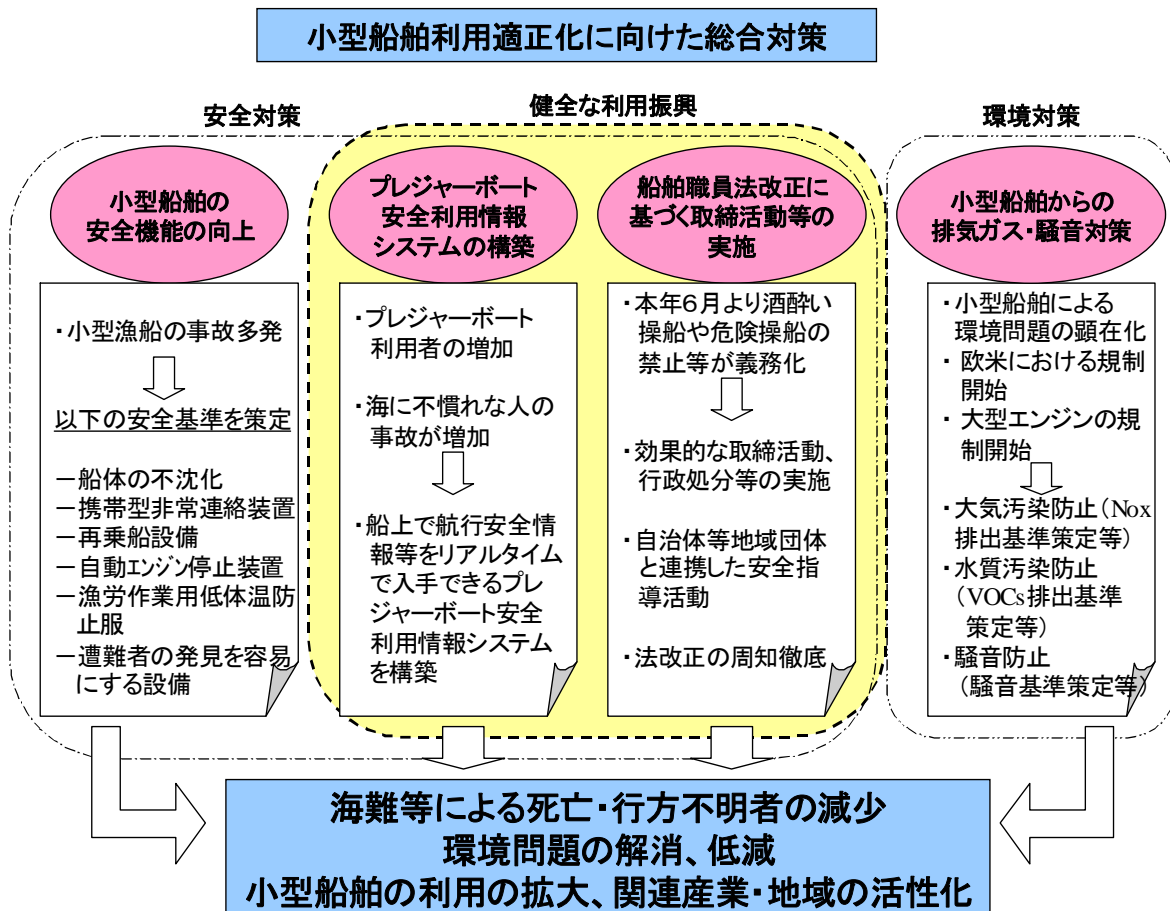 小型船舶利用適正化に向けた総合対策
安全対策
健全な利用振興
環境対策
小型船舶の
安全機能の向上
・小型漁船の事故多発
以下の安全基準を策定
－船体の不沈化
－携帯型非常連絡装置
－再乗船設備
－自動エンジン停止装置
－漁労作業用低体温防
止服
－遭難者の発見を容易
にする設備
プレジャーボート
安全利用情報
システムの構築
・プレジャーボート
利用者の増加
・海に不慣れな人の
事故が増加
・船上で航行安全情
報等をリアルタイム
で入手できるプレ
ジャーボート安全
利用情報システム
を構築
船舶職員法改正に
基づく取締活動等の
実施
・本年６月より酒酔い
操船や危険操船の
禁止等が義務化
・効果的な取締活動、
行政処分等の実施
・自治体等地域団体
と連携した安全指
導活動
・法改正の周知徹底
小型船舶からの
排気ガス・騒音対策
・小型船舶による
環境問題の顕在化
・欧米における規制
開始
・大型エンジンの規
制開始
・大気汚染防止（Nox
排出基準策定等）
・水質汚染防止
（VOCs排出基準
策定等）
・騒音防止
（騒音基準策定等）
海難等による死亡・行方不明者の減少
環境問題の解消、低減
小型船舶の利用の拡大、関連産業・地域の活性化